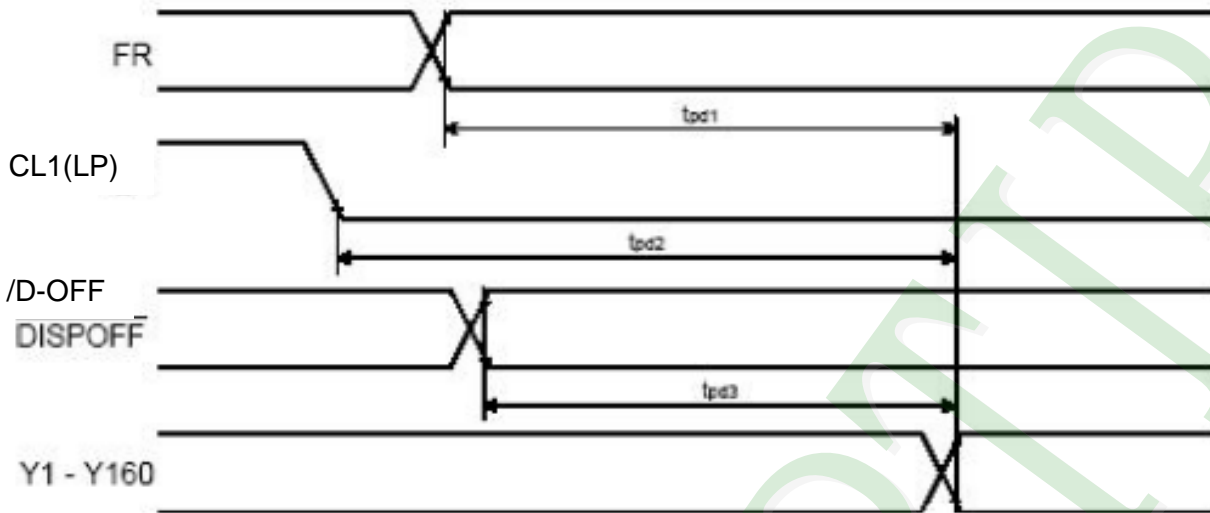 FR
tpd1
CL1(LP)
tpd2
/D-OFF
DISPOFF
tpd3
Y1 - Y160